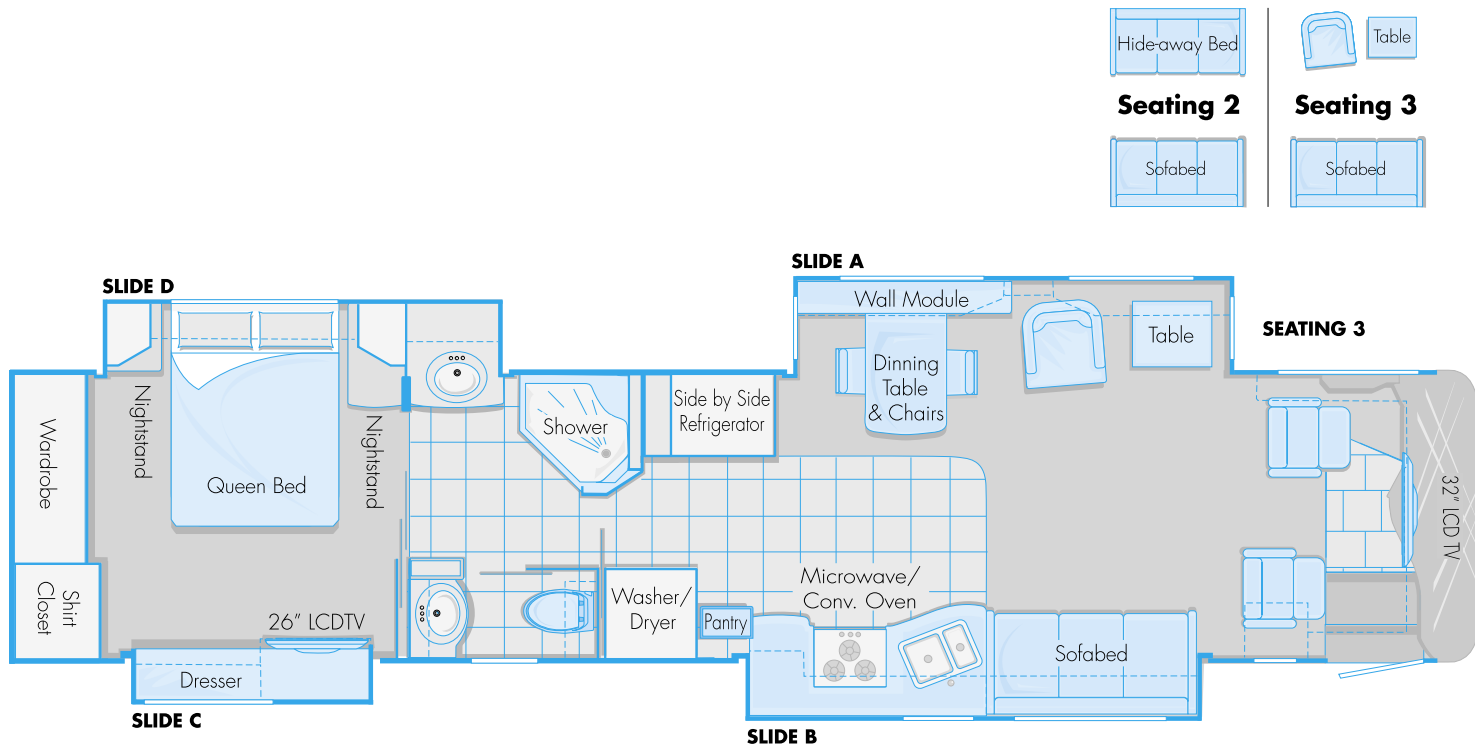 Hide-away Bed
Table
Seating 2
Seating 3
Sofabed
Sofabed
SLIDE A
SLIDE D
Wall Module
SEATING 3
Table
Dinning
Table
& Chairs
Side by Side
Refrigerator
Shower
Nightstand
Nightstand
Wardrobe
Queen Bed
32" LCD TV
Microwave/
Conv. Oven
Shirt
Closet
Washer/
Dryer
Pantry
26" LCDTV
Sofabed
Dresser
SLIDE C
SLIDE B